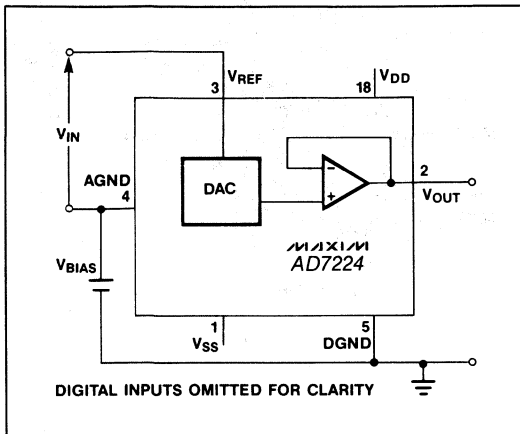 VREF
3
18
VDD
VIN
AGND
4
DAC
−
+
2
VOUT
MAXIM
AD7224
VBIAS
1
VSS
5
DGND
DIGITAL INPUTS OMITTED FOR CLARITY